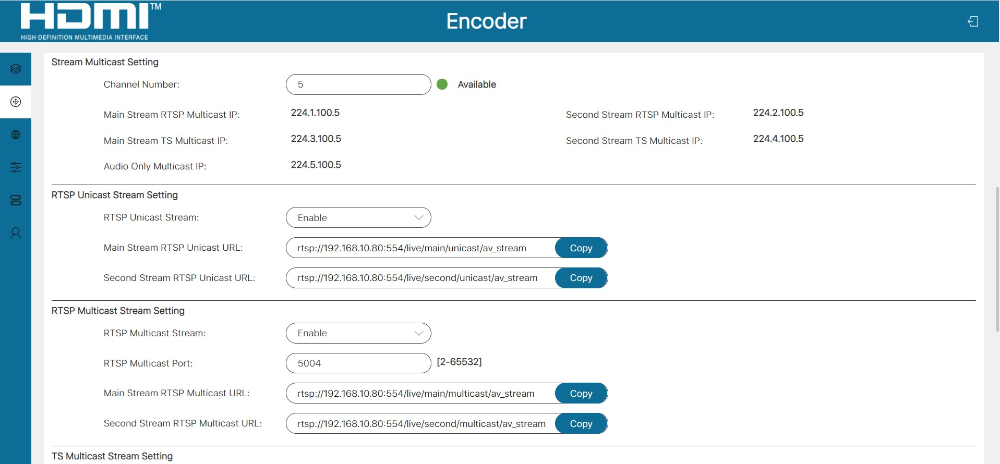 HDMI™
HIGH-DEFINITION MULTIMEDIA INTERFACE
Encoder
Stream Multicast Setting
Channel Number: 5 Available
Main Stream RTSP Multicast IP: 224.1.100.5 Second Stream RTSP Multicast IP: 224.2.100.5
Main Stream TS Multicast IP: 224.3.100.5 Second Stream TS Multicast IP: 224.4.100.5
Audio Only Multicast IP: 224.5.100.5
RTSP Unicast Stream Setting
RTSP Unicast Stream: Enable
Main Stream RTSP Unicast URL: rtsp://192.168.10.80:554/live/main/unicast/av_stream Copy
Second Stream RTSP Unicast URL: rtsp://192.168.10.80:554/live/second/unicast/av_stream Copy
RTSP Multicast Stream Setting
RTSP Multicast Stream: Enable
RTSP Multicast Port: 5004 [2-65532]
Main Stream RTSP Multicast URL: rtsp://192.168.10.80:554/live/main/multicast/av_stream Copy
Second Stream RTSP Multicast URL: rtsp://192.168.10.80:554/live/second/multicast/av_stream Copy
TS Multicast Stream Setting